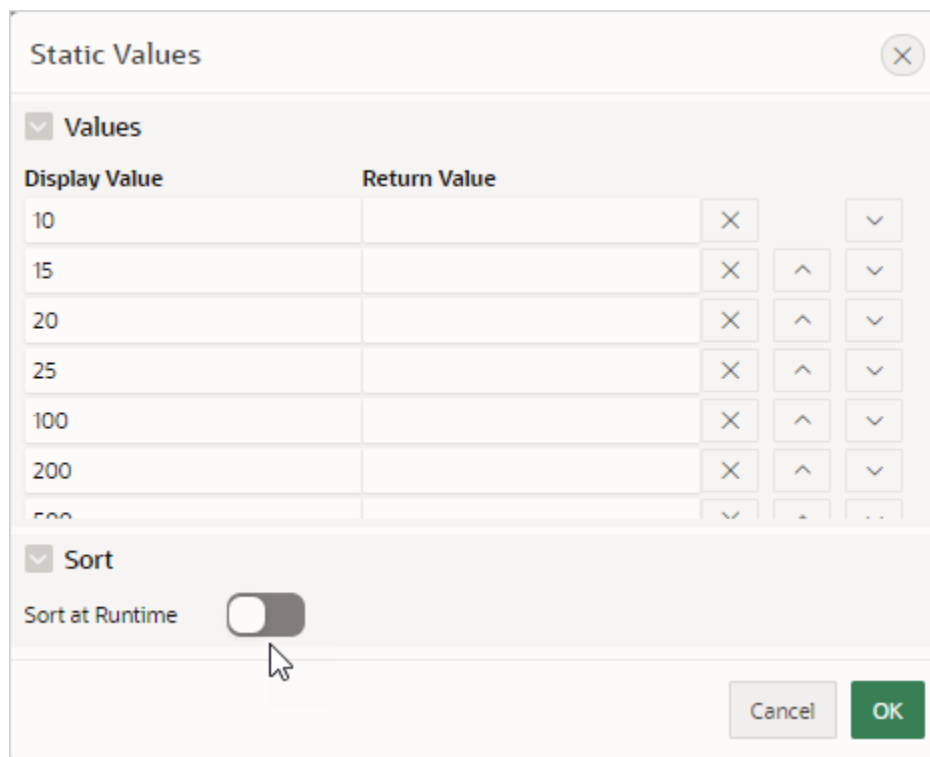 Static Values
Values
Display Value Return Value
10
15
20
25
100
200
500
Sort
Sort at Runtime
Cancel OK